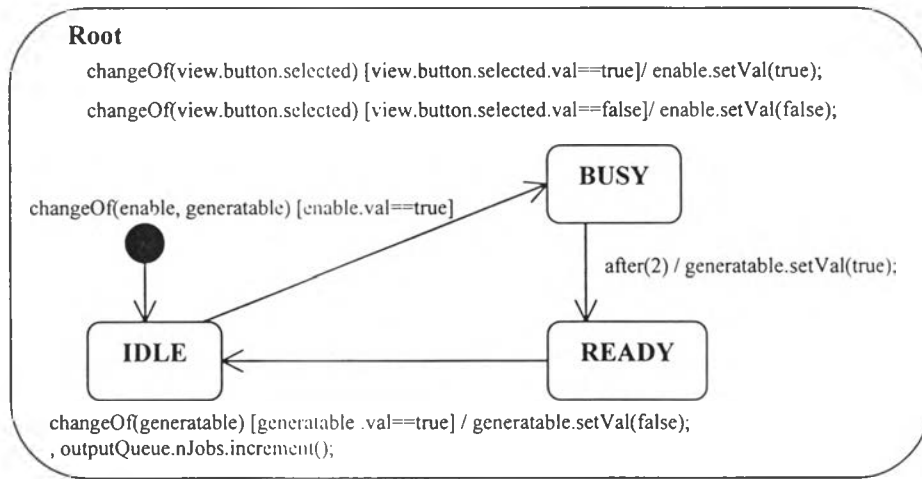 Root
changeOf(view.button.selected) [view.button.selected.val==true]/ enable.setVal(true);
changeOf(view.button.selected) [view.button.selected.val==false]/ enable.setVal(false);
BUSY
changeOf(enable, generatable) [enable.val==true]
after(2) / generatable.setVal(true);
IDLE
READY
changeOf(generatable) [generatable .val==true] / generatable.setVal(false);
, outputQueue.nJobs.increment();